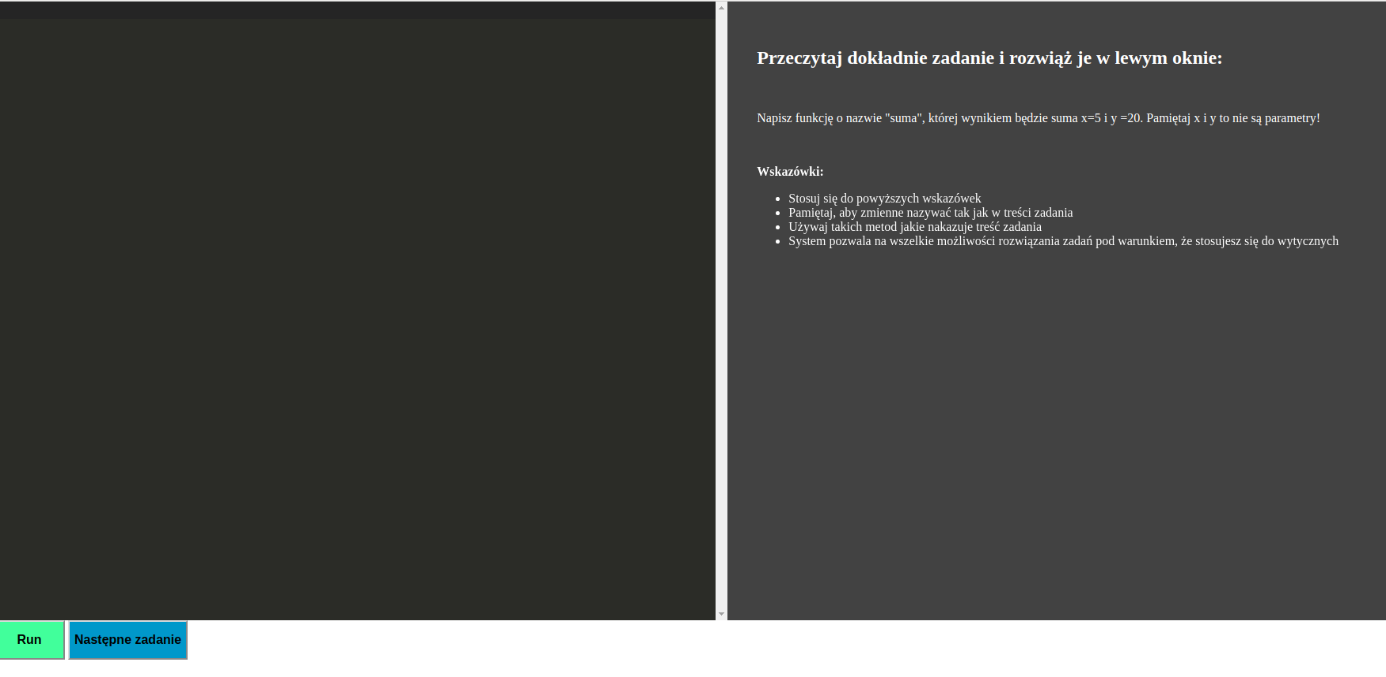 Przeczytaj dokładnie zadanie i rozwiąż je w lewym oknie:
Napisz funkcję o nazwie "suma", której wynikiem będzie suma x=5 i y =20. Pamiętaj x i y to nie są parametry!
Wskazówki:
Stosuj się do powyższych wskazówek
Pamiętaj, aby zmienne nazywać tak jak w treści zadania
Używaj takich metod jakie nakazuje treść zadania
System pozwala na wszelkie możliwości rozwiązania zadań pod warunkiem, że stosujesz się do wytycznych
Run Następne zadanie